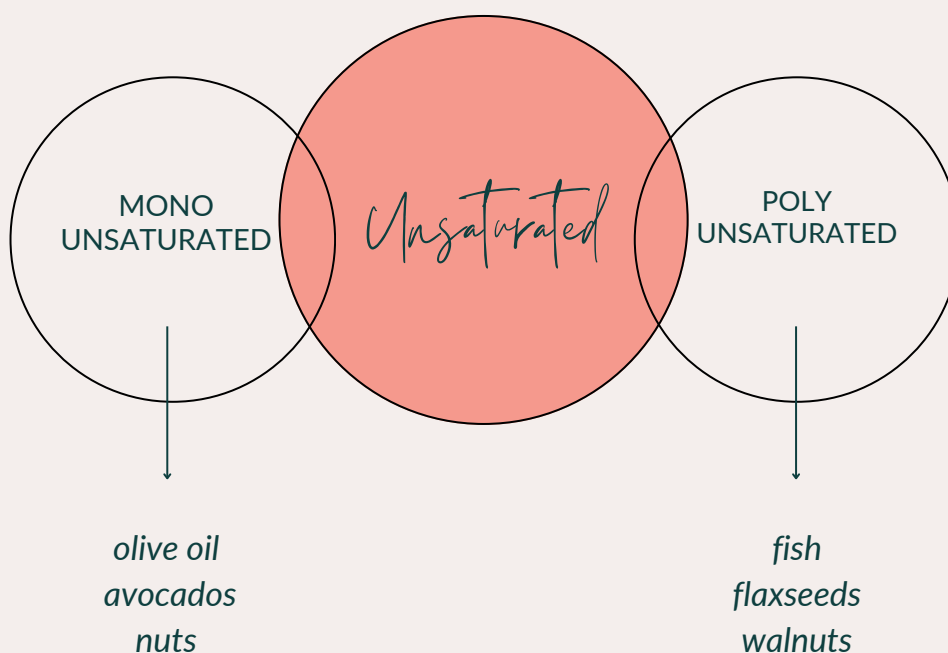 MONO
UNSATURATED
Unsaturated
POLY
UNSATURATED
olive oil
avocados
nuts
fish
flaxseeds
walnuts